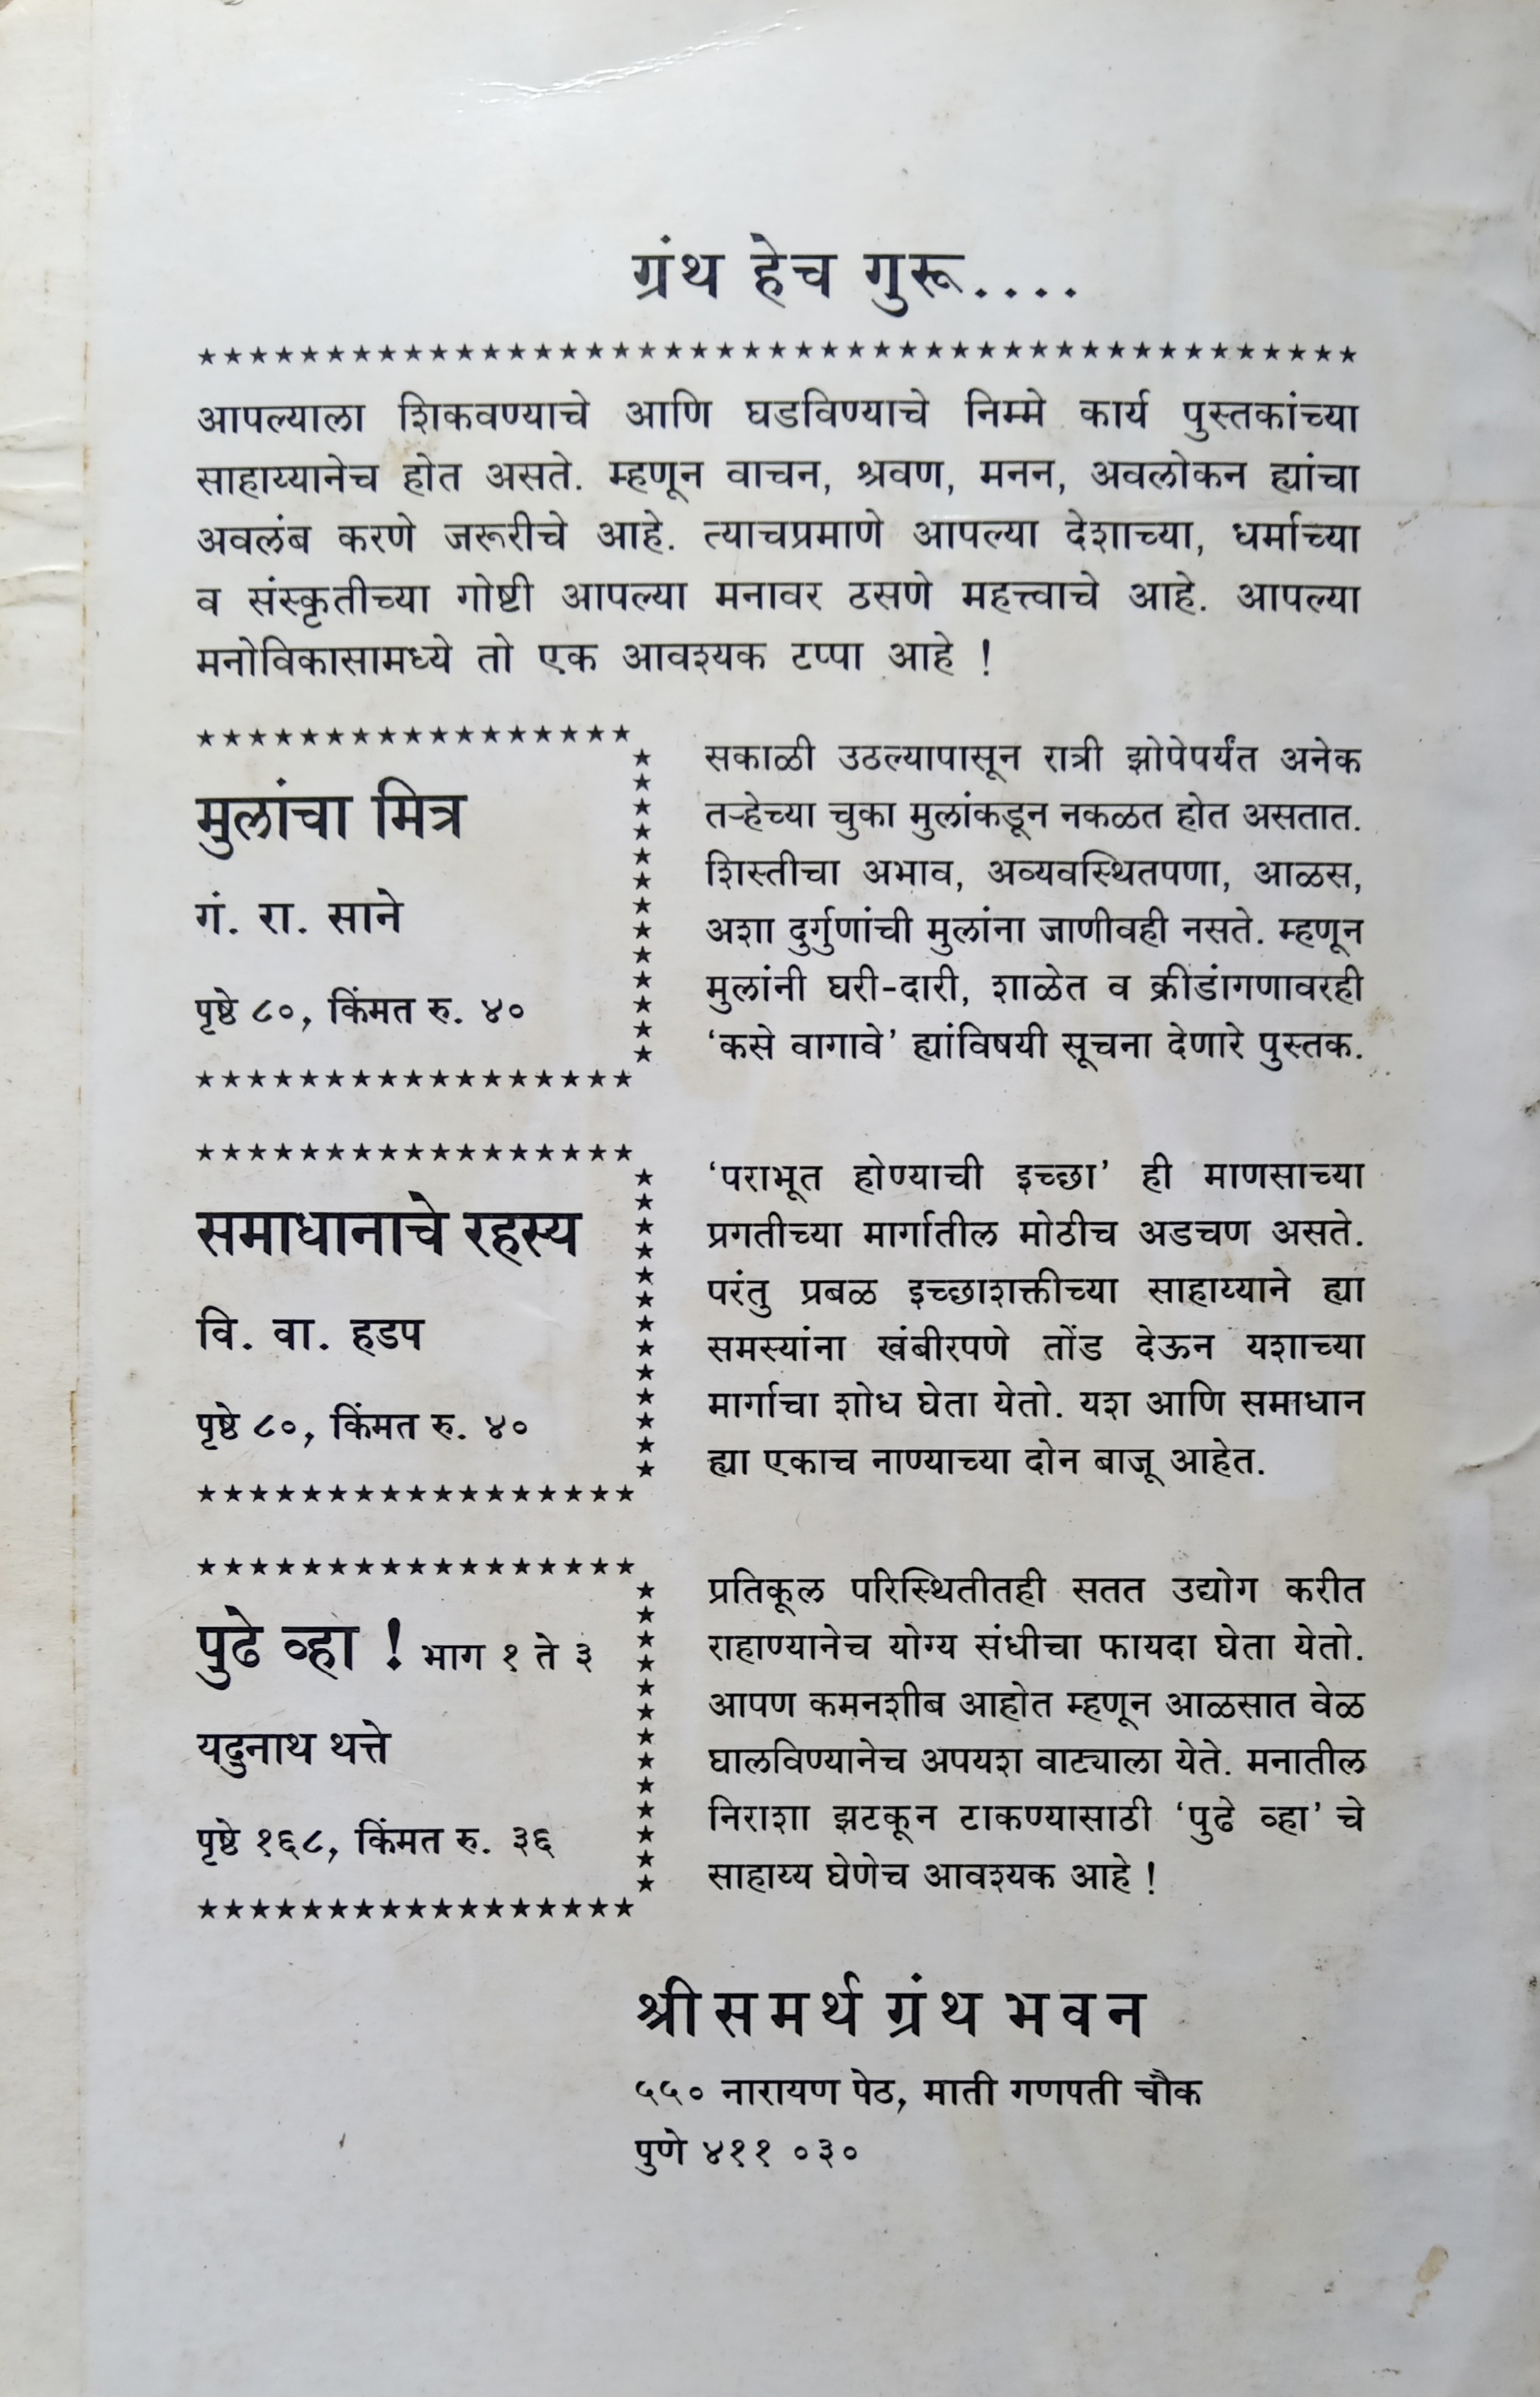 ग्रंथ हेच गुरू....
आपल्याला शिकवण्याचे आणि घडविण्याचे निम्मे कार्य पुस्तकांच्या
साहाय्यानेच होत असते. म्हणून वाचन, श्रवण, मनन, अवलोकन ह्यांचा
अवलंब करणे जरूरीचे आहे. त्याचप्रमाणे आपल्या देशाच्या, धर्माच्या
व संस्कृतीच्या गोष्टी आपल्या मनावर ठसणे महत्त्वाचे आहे. आपल्या
मनोविकासामध्ये तो एक आवश्यक टप्पा आहे !
मुलांचा मित्र
गं. रा. साने
पृष्ठे ८०, किंमत रु. ४०
सकाळी उठल्यापासून रात्री झोपेपर्यंत अनेक
तऱ्हेच्या चुका मुलांकडून नकळत होत असतात.
शिस्तीचा अभाव, अव्यवस्थितपणा, आळस,
अशा दुर्गुणांची मुलांना जाणीवही नसते. म्हणून
मुलांनी घरी-दारी, शाळेत व क्रीडांगणावरही
‘कसे वागावे’ ह्यांविषयी सूचना देणारे पुस्तक.
समाधानाचे रहस्य
वि. वा. हडप
पृष्ठे ८०, किंमत रु. ४०
‘पराभूत होण्याची इच्छा’ ही माणसाच्या
प्रगतीच्या मार्गातील मोठीच अडचण असते.
परंतु प्रबळ इच्छाशक्तीच्या साहाय्याने ह्या
समस्यांना खंबीरपणे तोंड देऊन यशाच्या
मार्गाचा शोध घेता येतो. यश आणि समाधान
ह्या एकाच नाण्याच्या दोन बाजू आहेत.
पुढे व्हा ! भाग १ ते ३
यदुनाथ थत्ते
पृष्ठे १६८, किंमत रु. ३६
प्रतिकूल परिस्थितीतही सतत उद्योग करीत
राहाण्यानेच योग्य संधीचा फायदा घेता येतो.
आपण कमनशीब आहोत म्हणून आळसात वेळ
घालविण्यानेच अपयश वाट्याला येते. मनातील
निराशा झटकून टाकण्यासाठी ‘पुढे व्हा’ चे
साहाय्य घेणेच आवश्यक आहे !
श्री समर्थ ग्रंथ भवन
५५० नारायण पेठ, माती गणपती चौक
पुणे ४११ ०३०